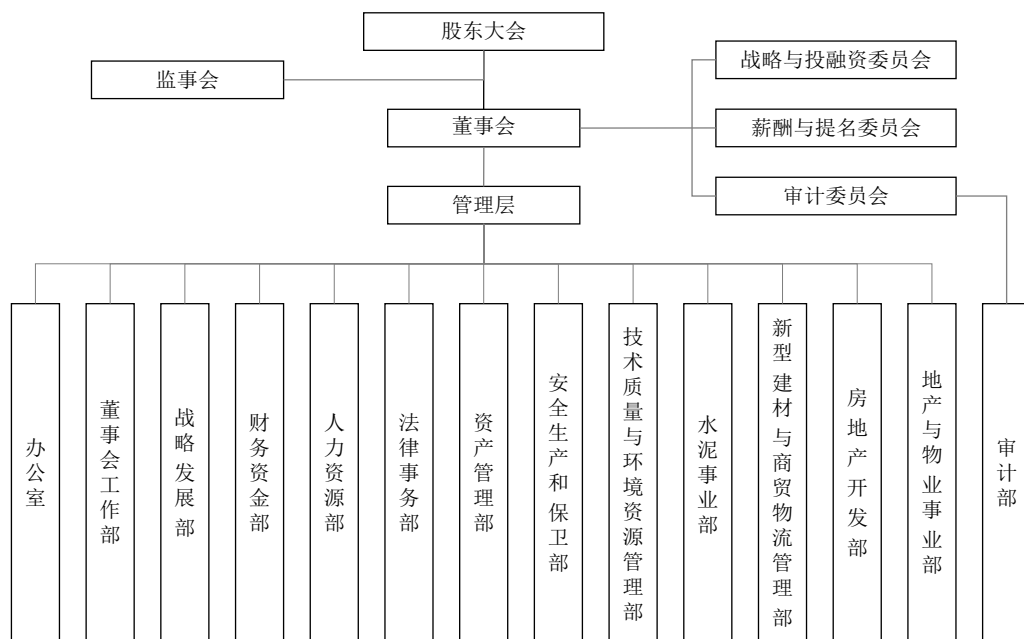 股东大会
监事会
战略与投融资委员会
董事会
薪酬与提名委员会
管理层
审计委员会
办公室
董事会工作部
战略发展部
财务资金部
人力资源部
法律事务部
资产管理部
安全生产和保卫部
技术质量与环境资源管理部
水泥事业部
新型建材与商贸物流管理部
房地产开发部
地产与物业事业部
审计部